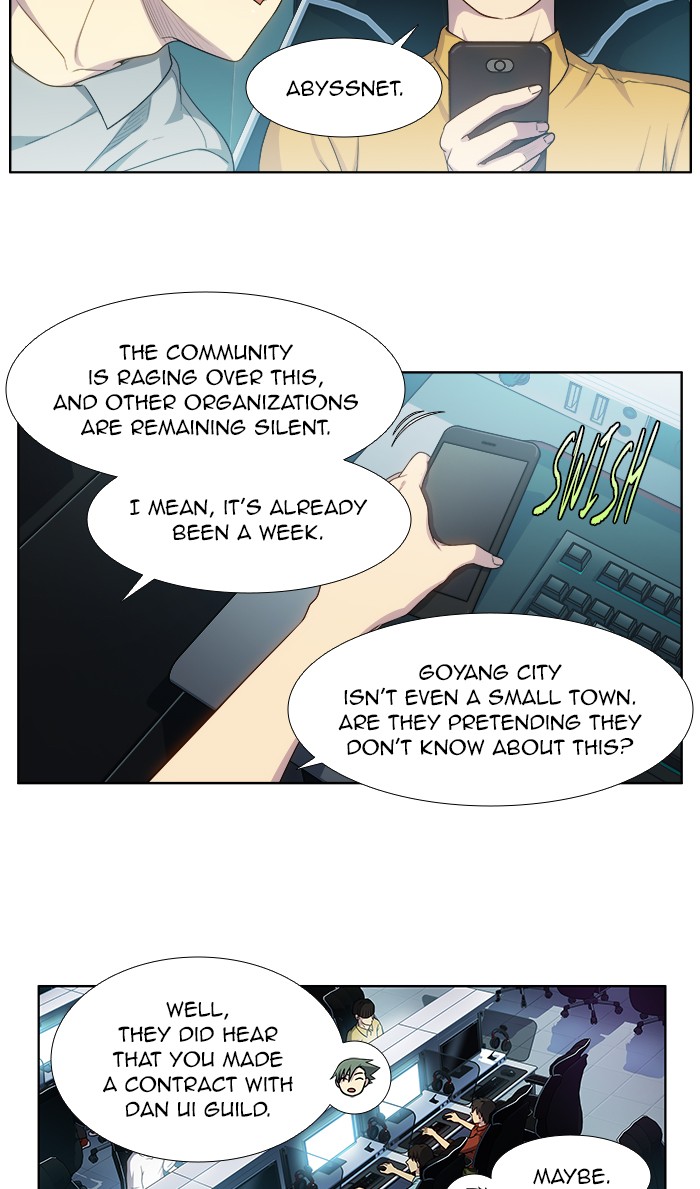 ABYSSNET.
THE COMMUNITY
IS RAGING OVER THIS,
AND OTHER ORGANIZATIONS
ARE REMAINING SILENT.
I MEAN, IT'S ALREADY
BEEN A WEEK.
SWISH
GOYANG CITY
ISN'T EVEN A SMALL TOWN.
ARE THEY PRETENDING THEY
DON'T KNOW ABOUT THIS?
WELL,
THEY DID HEAR
THAT YOU MADE
A CONTRACT WITH
DAN UI GUILD.
MAYBE.